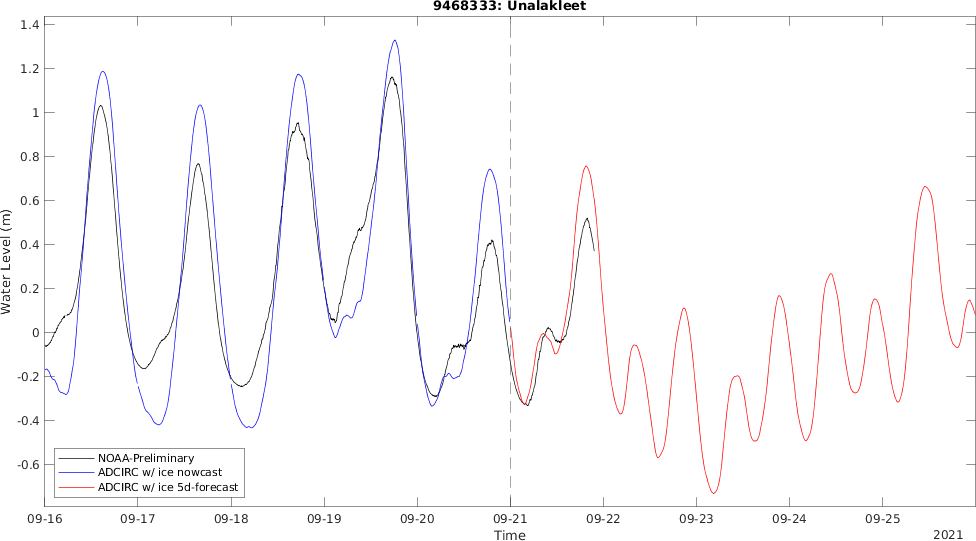 9468333: Unalakleet
1.4
1.2
1
0.8
0.6
0.4
0.2
0
-0.2
-0.4
-0.6
Water Level (m)
NOAA-Preliminary
ADCIRC w/ ice nowcast
ADCIRC w/ ice 5d-forecast
09-16 09-17 09-18 09-19 09-20 09-21 09-22 09-23 09-24 09-25
Time
2021